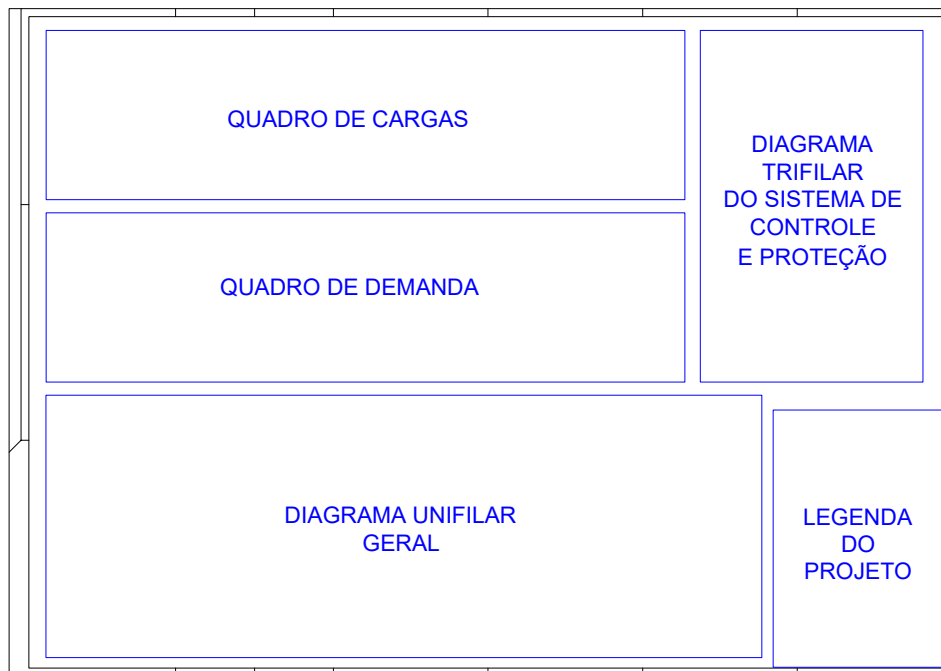 QUADRO DE CARGAS
DIAGRAMA
TRIFILAR
DO SISTEMA DE
CONTROLE
E PROTEÇÃO
QUADRO DE DEMANDA
DIAGRAMA UNIFILAR
GERAL
LEGENDA
DO
PROJETO